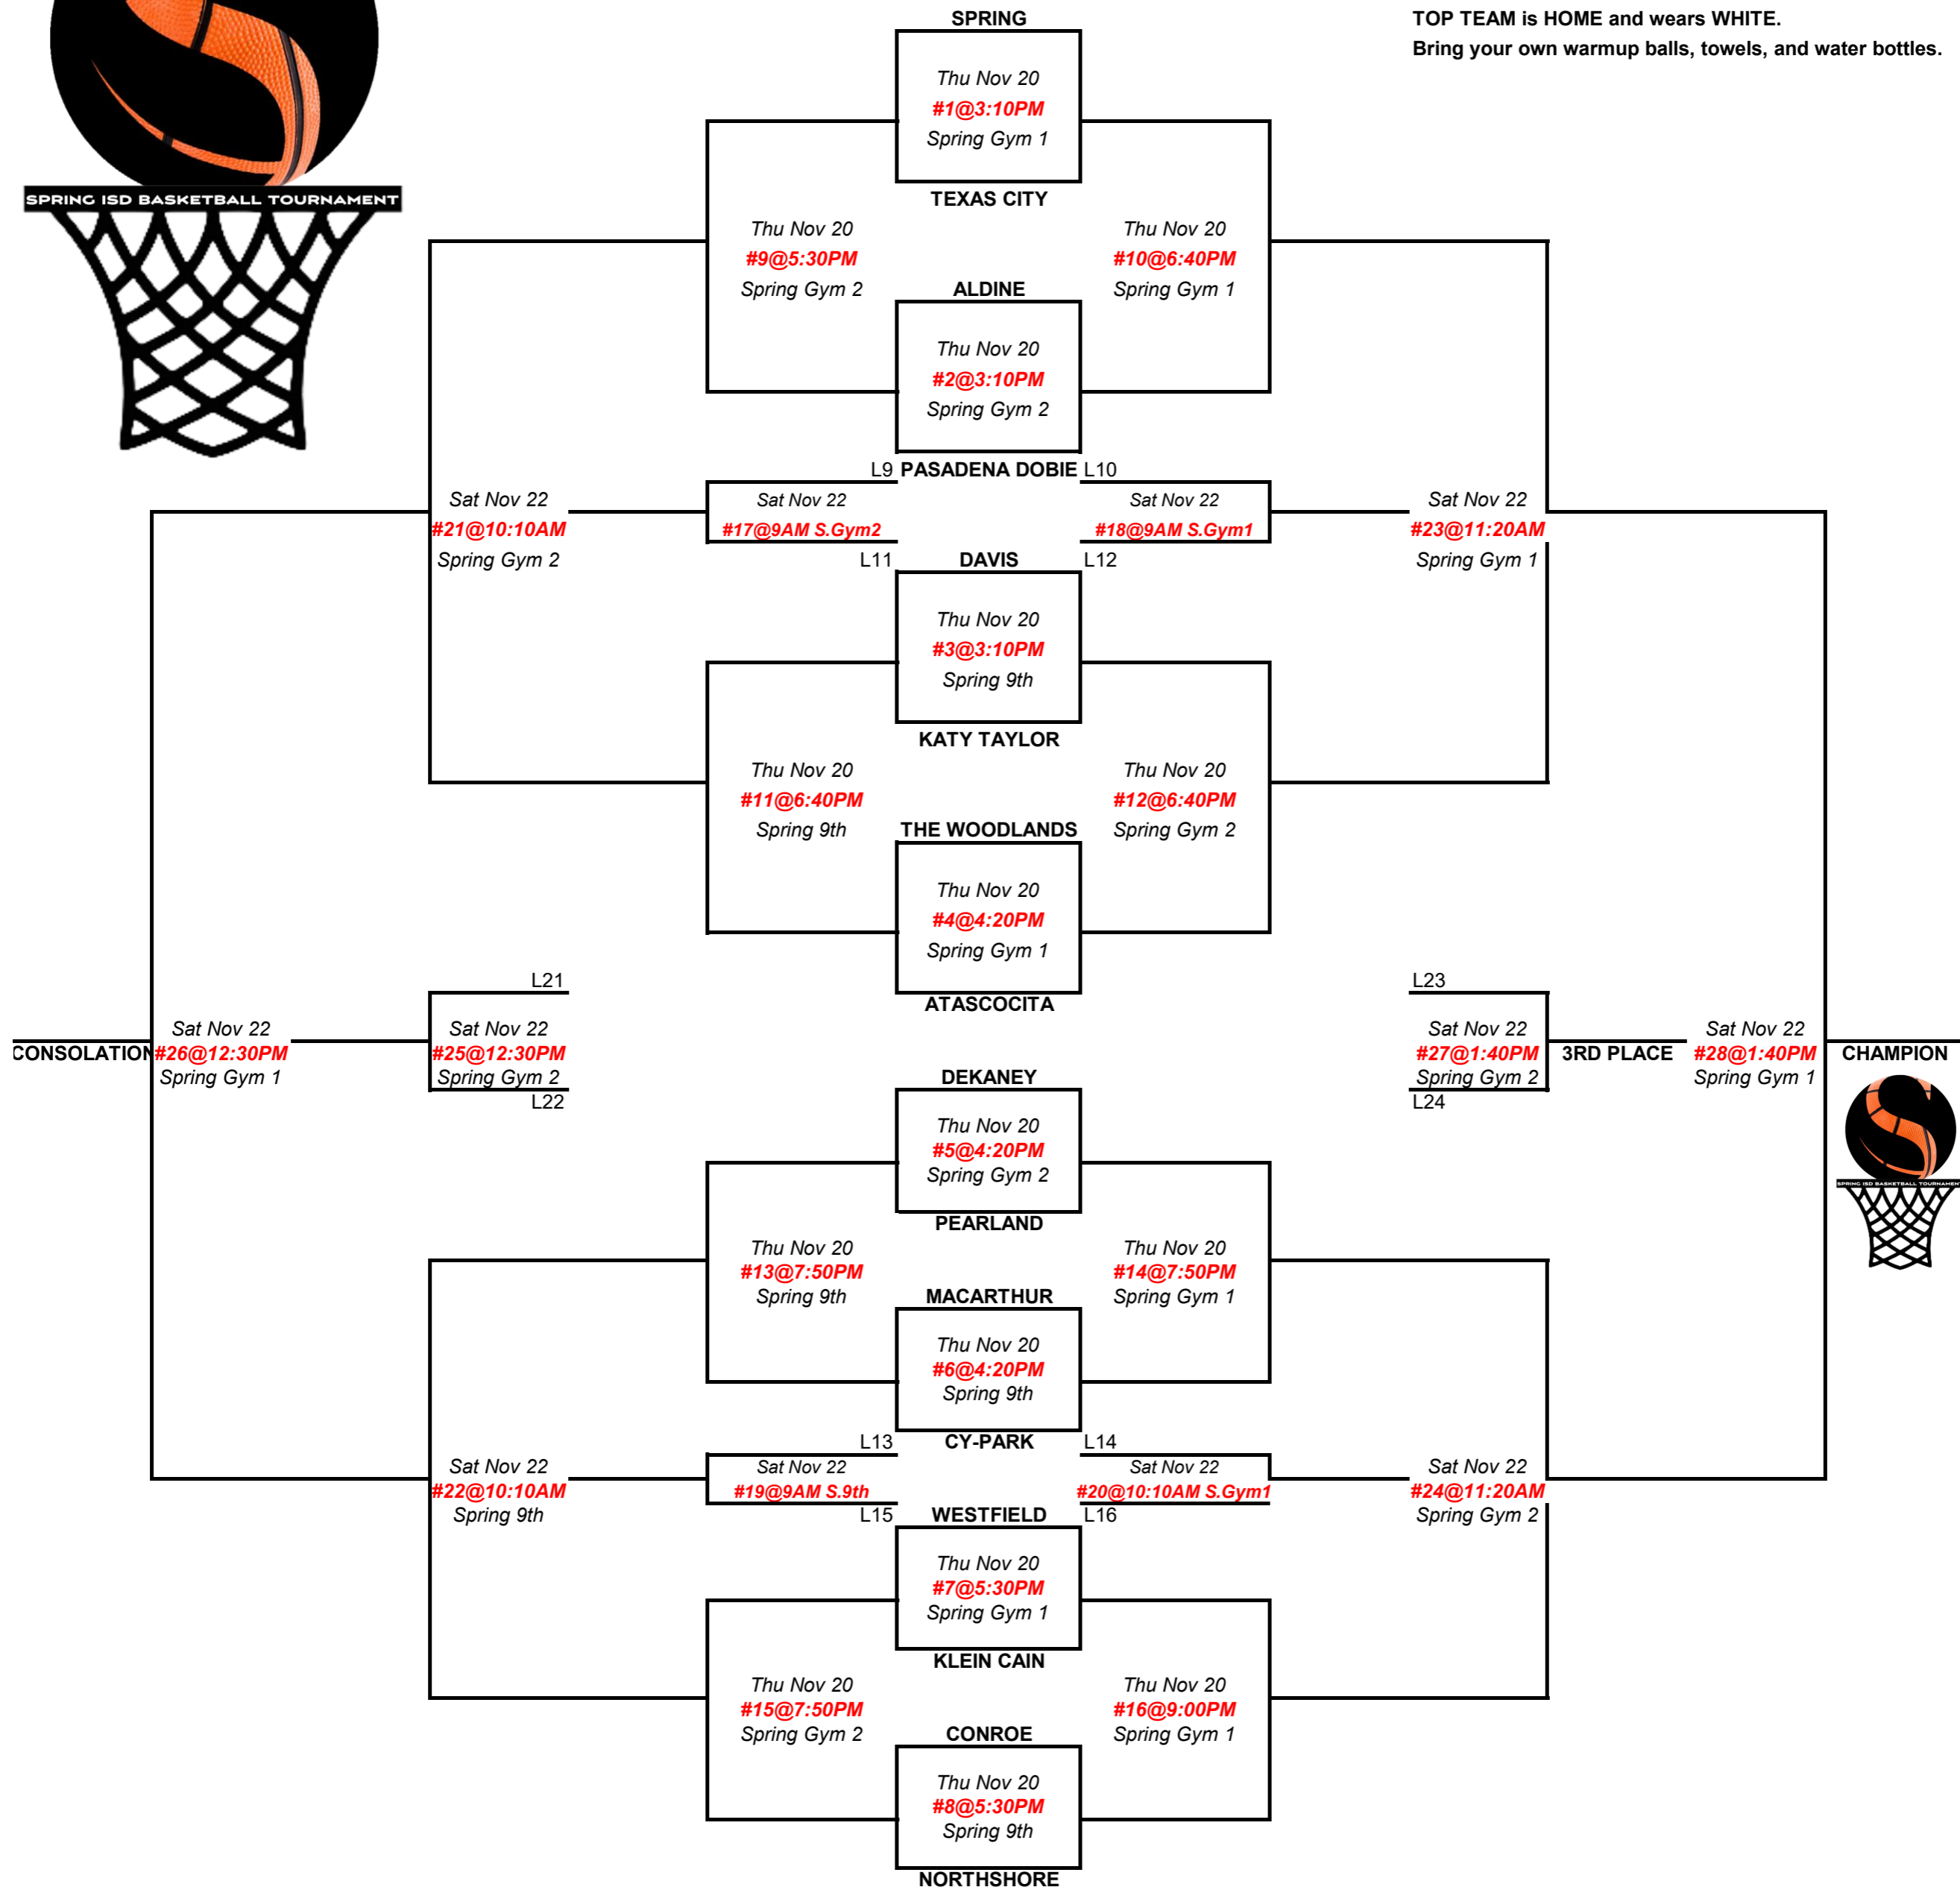 SPRING
TOP TEAM is HOME and wears WHITE.
Bring your own warmup balls, towels, and water bottles.
Thu Nov 20
#1@3:10PM
Spring Gym 1
SPRING ISD BASKETBALL TOURNAMENT
TEXAS CITY
Thu Nov 20
#9@5:30PM
Spring Gym 2
Thu Nov 20
#10@6:40PM
Spring Gym 1
ALDINE
Thu Nov 20
#2@3:10PM
Spring Gym 2
L9 PASADENA DOBIE L10
Sat Nov 22
#21@10:10AM
Spring Gym 2
Sat Nov 22
#17@9AM S.Gym2
Sat Nov 22
#18@9AM S.Gym1
Sat Nov 22
#23@11:20AM
Spring Gym 1
L11 DAVIS L12
Thu Nov 20
#3@3:10PM
Spring 9th
KATY TAYLOR
Thu Nov 20
#11@6:40PM
Spring 9th
Thu Nov 20
#12@6:40PM
Spring Gym 2
THE WOODLANDS
Thu Nov 20
#4@4:20PM
Spring Gym 1
ATASCOCITA
L21
L23
CONSOLATION
Sat Nov 22
#26@12:30PM
Spring Gym 1
Sat Nov 22
#25@12:30PM
Spring Gym 2
L22
Sat Nov 22
#27@1:40PM
Spring Gym 2
L24
3RD PLACE
Sat Nov 22
#28@1:40PM
Spring Gym 1
CHAMPION
SPRING ISD BASKETBALL TOURNAMENT
DEKANEY
Thu Nov 20
#5@4:20PM
Spring Gym 2
PEARLAND
Thu Nov 20
#13@7:50PM
Spring 9th
Thu Nov 20
#14@7:50PM
Spring Gym 1
MACARTHUR
Thu Nov 20
#6@4:20PM
Spring 9th
L13 CY-PARK L14
Sat Nov 22
#22@10:10AM
Spring 9th
Sat Nov 22
#19@9AM S.9th
Sat Nov 22
#20@10:10AM S.Gym1
Sat Nov 22
#24@11:20AM
Spring Gym 2
L15 WESTFIELD L16
Thu Nov 20
#7@5:30PM
Spring Gym 1
KLEIN CAIN
Thu Nov 20
#15@7:50PM
Spring Gym 2
Thu Nov 20
#16@9:00PM
Spring Gym 1
CONROE
Thu Nov 20
#8@5:30PM
Spring 9th
NORTHSHORE